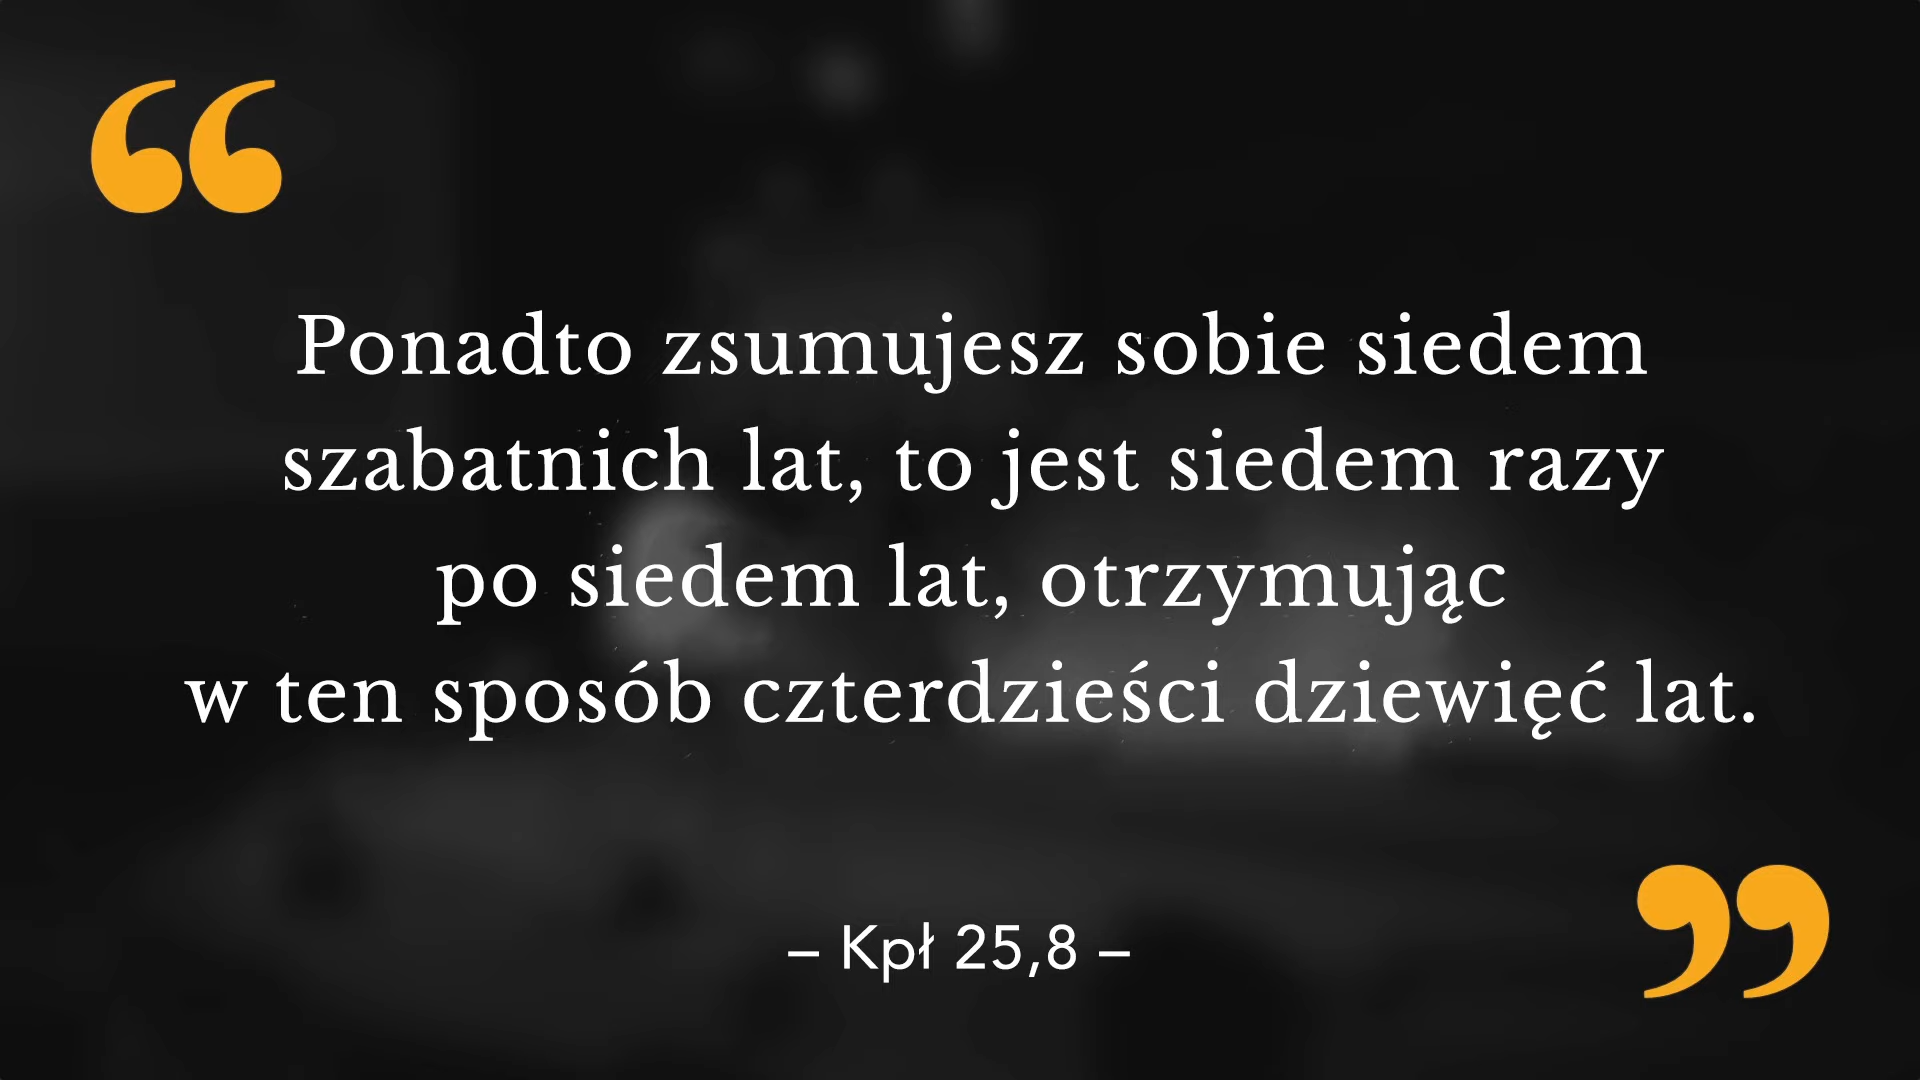 “
Ponadto zsumujesz sobie siedem
szabatnich lat, to jest siedem razy
po siedem lat, otrzymując
w ten sposób czterdzieści dziewięć lat.
– Kpł 25,8 –
”